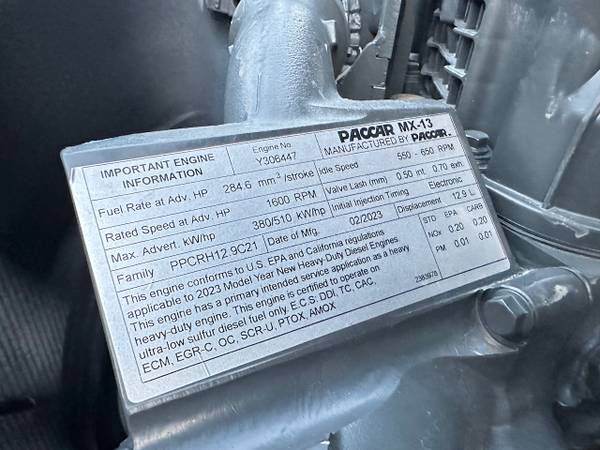 IMPORTANT ENGINE INFORMATION
Engine No. Y306447
PACCAR MX-13
MANUFACTURED BY PACCAR.
Fuel Rate at Adv. HP 284.6 mm³/stroke
Idle Speed 550 - 650 RPM
Rated Speed at Adv. HP 1600 RPM
Valve Lash (mm) 0.50 int 0.70 exh.
Max. Advert. kW/hp 380/510 kW/hp
Initial Injection Timing Electronic
Family PPCRH12.9C21
Date of Mfg. 02/2023
Displacement 12.9 L
This engine conforms to U.S. EPA and California regulations
applicable to 2023 Model Year New Heavy-Duty Diesel Engines.
This engine has a primary intended service application as a heavy
heavy-duty engine. This engine is certified to operate on
ultra-low sulfur diesel fuel only. E.C.S: DDI, TC, CAC,
ECM, EGR-C, OC, SCR-U, PTOX, AMOX
STD EPA CARB
NOx 0.20 0.20
PM 0.01 0.01
2383978